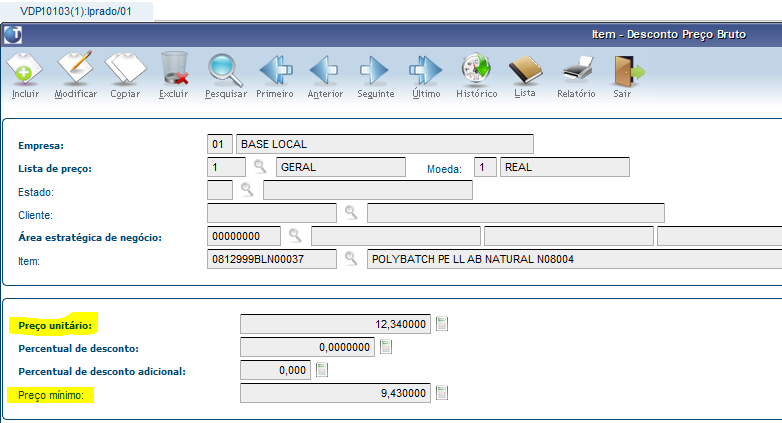 VDP10103(1):lprado/01
Item - Desconto Preço Bruto
Incluir Modificar Copiar Excluir Pesquisar Primeiro Anterior Seguinte Último Histórico Lista Relatório Sair
Empresa: 01 BASE LOCAL
Lista de preço: 1 GERAL Moeda: 1 REAL
Estado:
Cliente:
Área estratégica de negócio: 00000000
Item: 0812999BLN00037 POLYBATCH PE LL AB NATURAL N08004
Preço unitário: 12,340000
Percentual de desconto: 0,0000000
Percentual de desconto adicional: 0,000
Preço mínimo: 9,430000